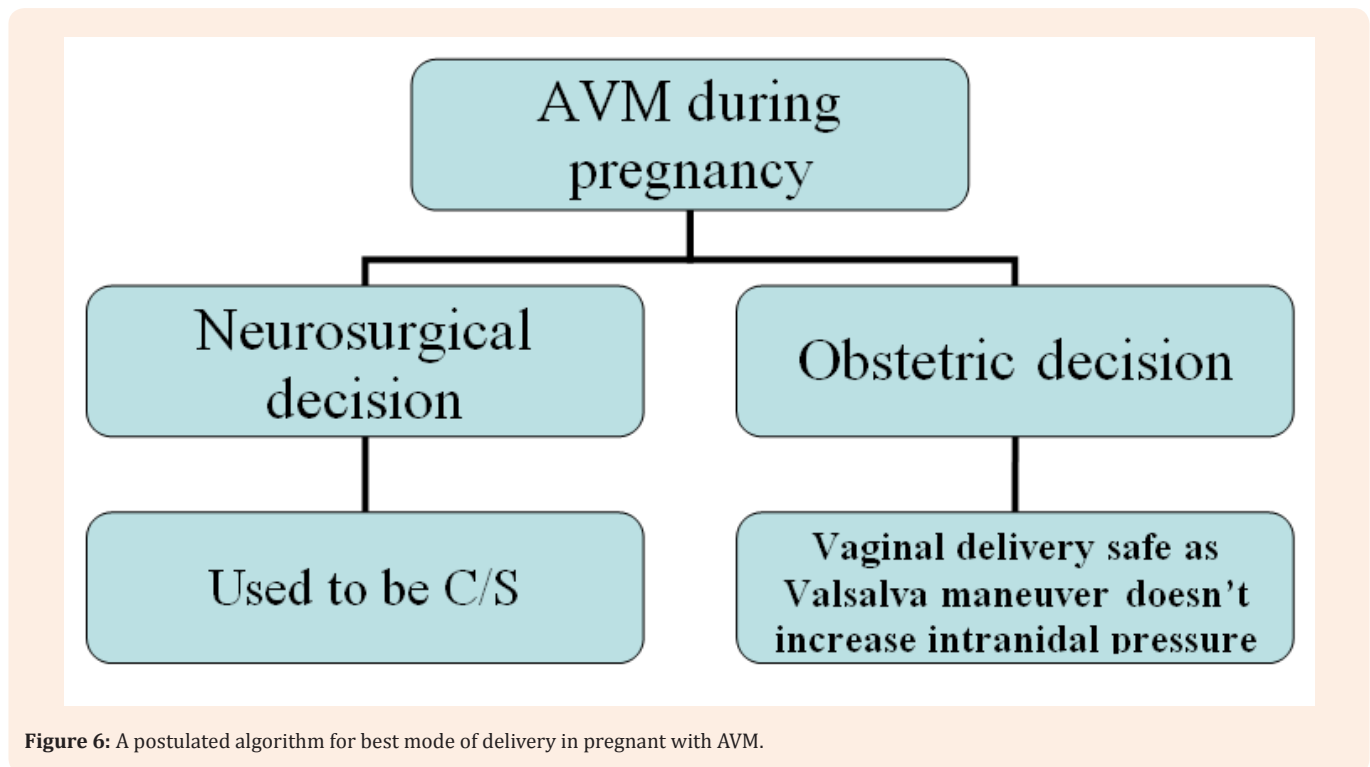 AVM during
pregnancy
Neurosurgical
decision
Obstetric decision
Used to be C/S
Vaginal delivery safe as
Valsalva maneuver doesn't
increase intranidal pressure
Figure 6: A postulated algorithm for best mode of delivery in pregnant with AVM.